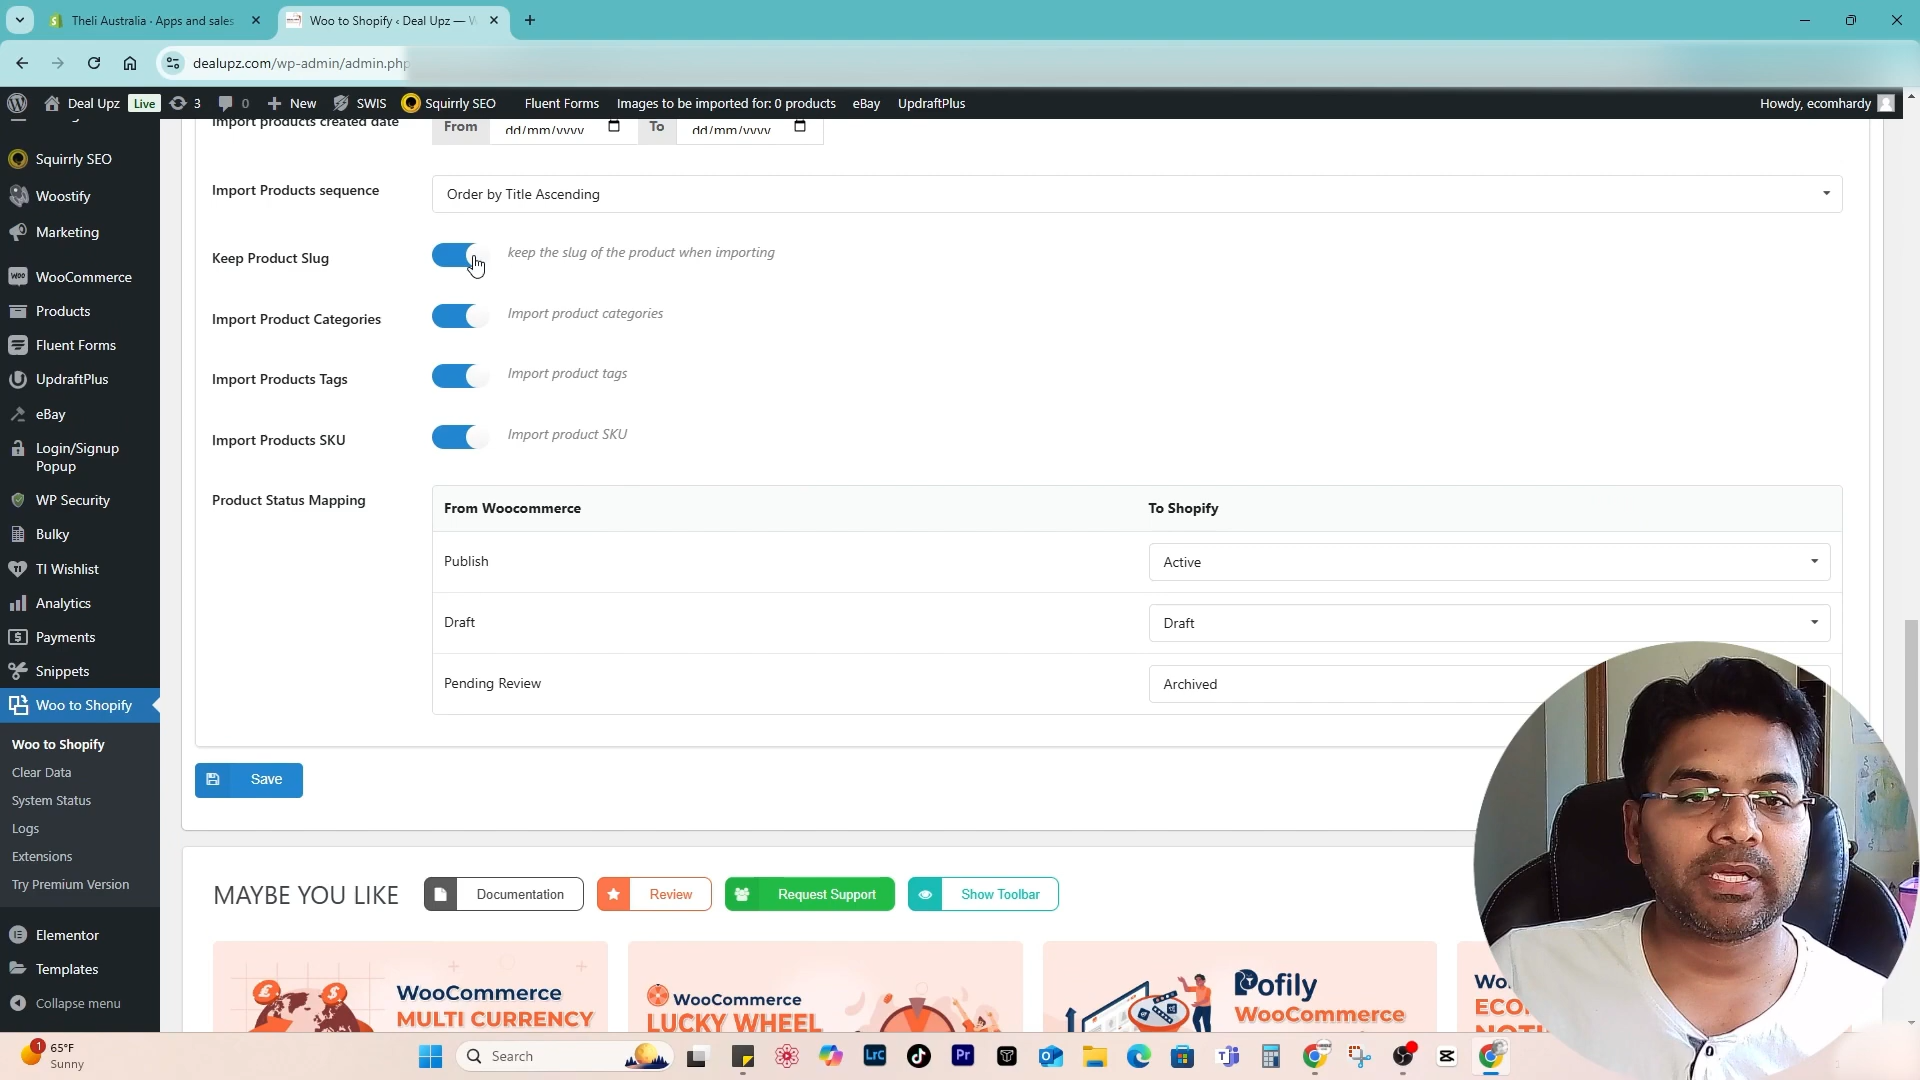 Theli Australia · Apps and sales
Woo to Shopify ‹ Deal Upz —
dealupz.com/wp-admin/admin.php
Deal Upz
Live
3
0
New
SWIS
Squirrly SEO
Fluent Forms
Images to be imported for: 0 products
eBay
UpdraftPlus
Howdy, ecomhardy
Squirrly SEO
Woostify
Marketing
WooCommerce
Products
Fluent Forms
UpdraftPlus
eBay
Login/Signup
Popup
WP Security
Bulky
TI Wishlist
Analytics
Payments
Snippets
Woo to Shopify
Woo to Shopify
Clear Data
System Status
Logs
Extensions
Try Premium Version
Elementor
Templates
Collapse menu
Import products created date
From
dd/mm/yyyy
To
dd/mm/yyyy
Import Products sequence
Order by Title Ascending
Keep Product Slug
keep the slug of the product when importing
Import Product Categories
Import product categories
Import Products Tags
Import product tags
Import Products SKU
Import product SKU
Product Status Mapping
From Woocommerce
To Shopify
Publish
Active
Draft
Draft
Pending Review
Archived
Save
MAYBE YOU LIKE
Documentation
Review
Request Support
Show Toolbar
WooCommerce
MULTI CURRENCY
WooCommerce
LUCKY WHEEL
Pofily
WooCommerce
1
65°F
Sunny
Search
LrC
Pr